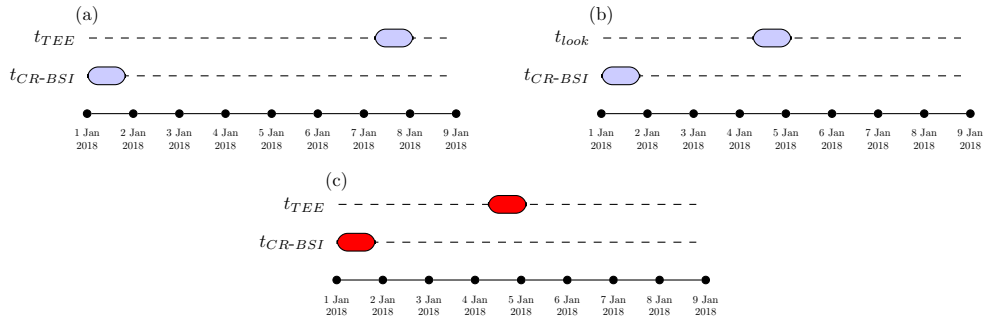 (a)
t_TEE
t_CR-BSI
1 Jan 2 Jan 3 Jan 4 Jan 5 Jan 6 Jan 7 Jan 8 Jan 9 Jan
2018 2018 2018 2018 2018 2018 2018 2018 2018
(b)
t_look
t_CR-BSI
1 Jan 2 Jan 3 Jan 4 Jan 5 Jan 6 Jan 7 Jan 8 Jan 9 Jan
2018 2018 2018 2018 2018 2018 2018 2018 2018
(c)
t_TEE
t_CR-BSI
1 Jan 2 Jan 3 Jan 4 Jan 5 Jan 6 Jan 7 Jan 8 Jan 9 Jan
2018 2018 2018 2018 2018 2018 2018 2018 2018